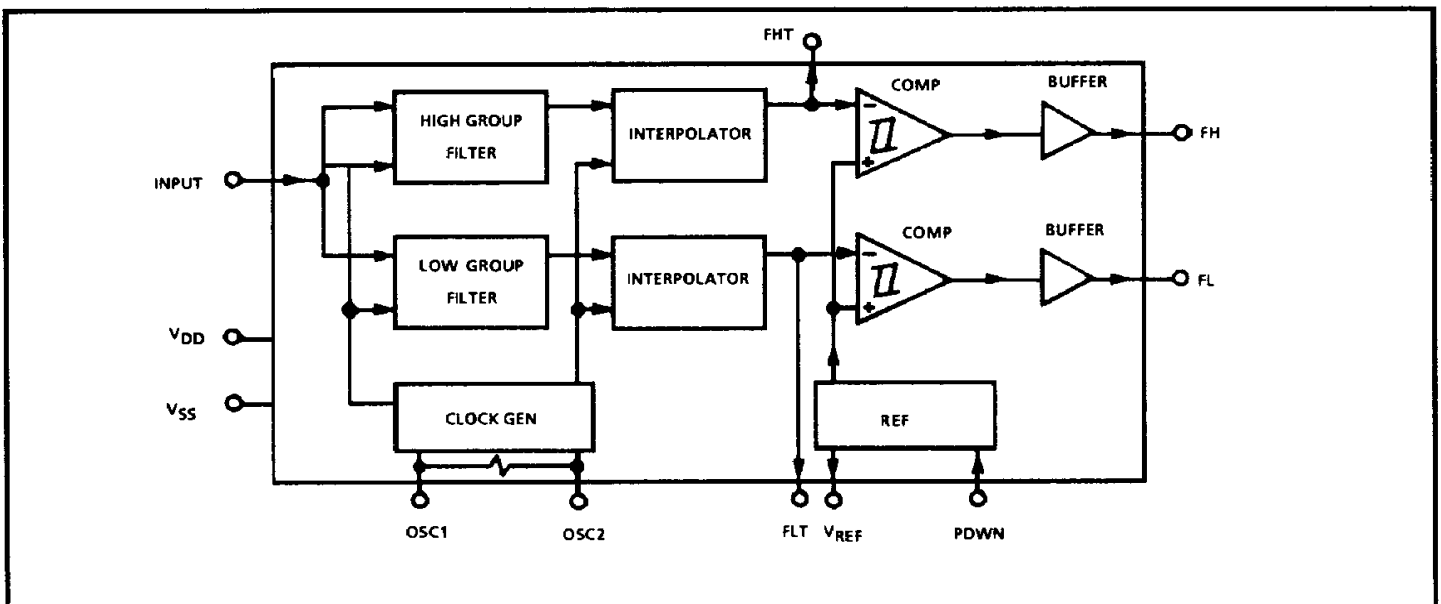 FHT
COMP
BUFFER
HIGH GROUP
FILTER
INTERPOLATOR
-
+
FH
INPUT
COMP
BUFFER
LOW GROUP
FILTER
INTERPOLATOR
-
+
FL
VDD
VSS
CLOCK GEN
REF
OSC1
OSC2
FLT
VREF
PDWN